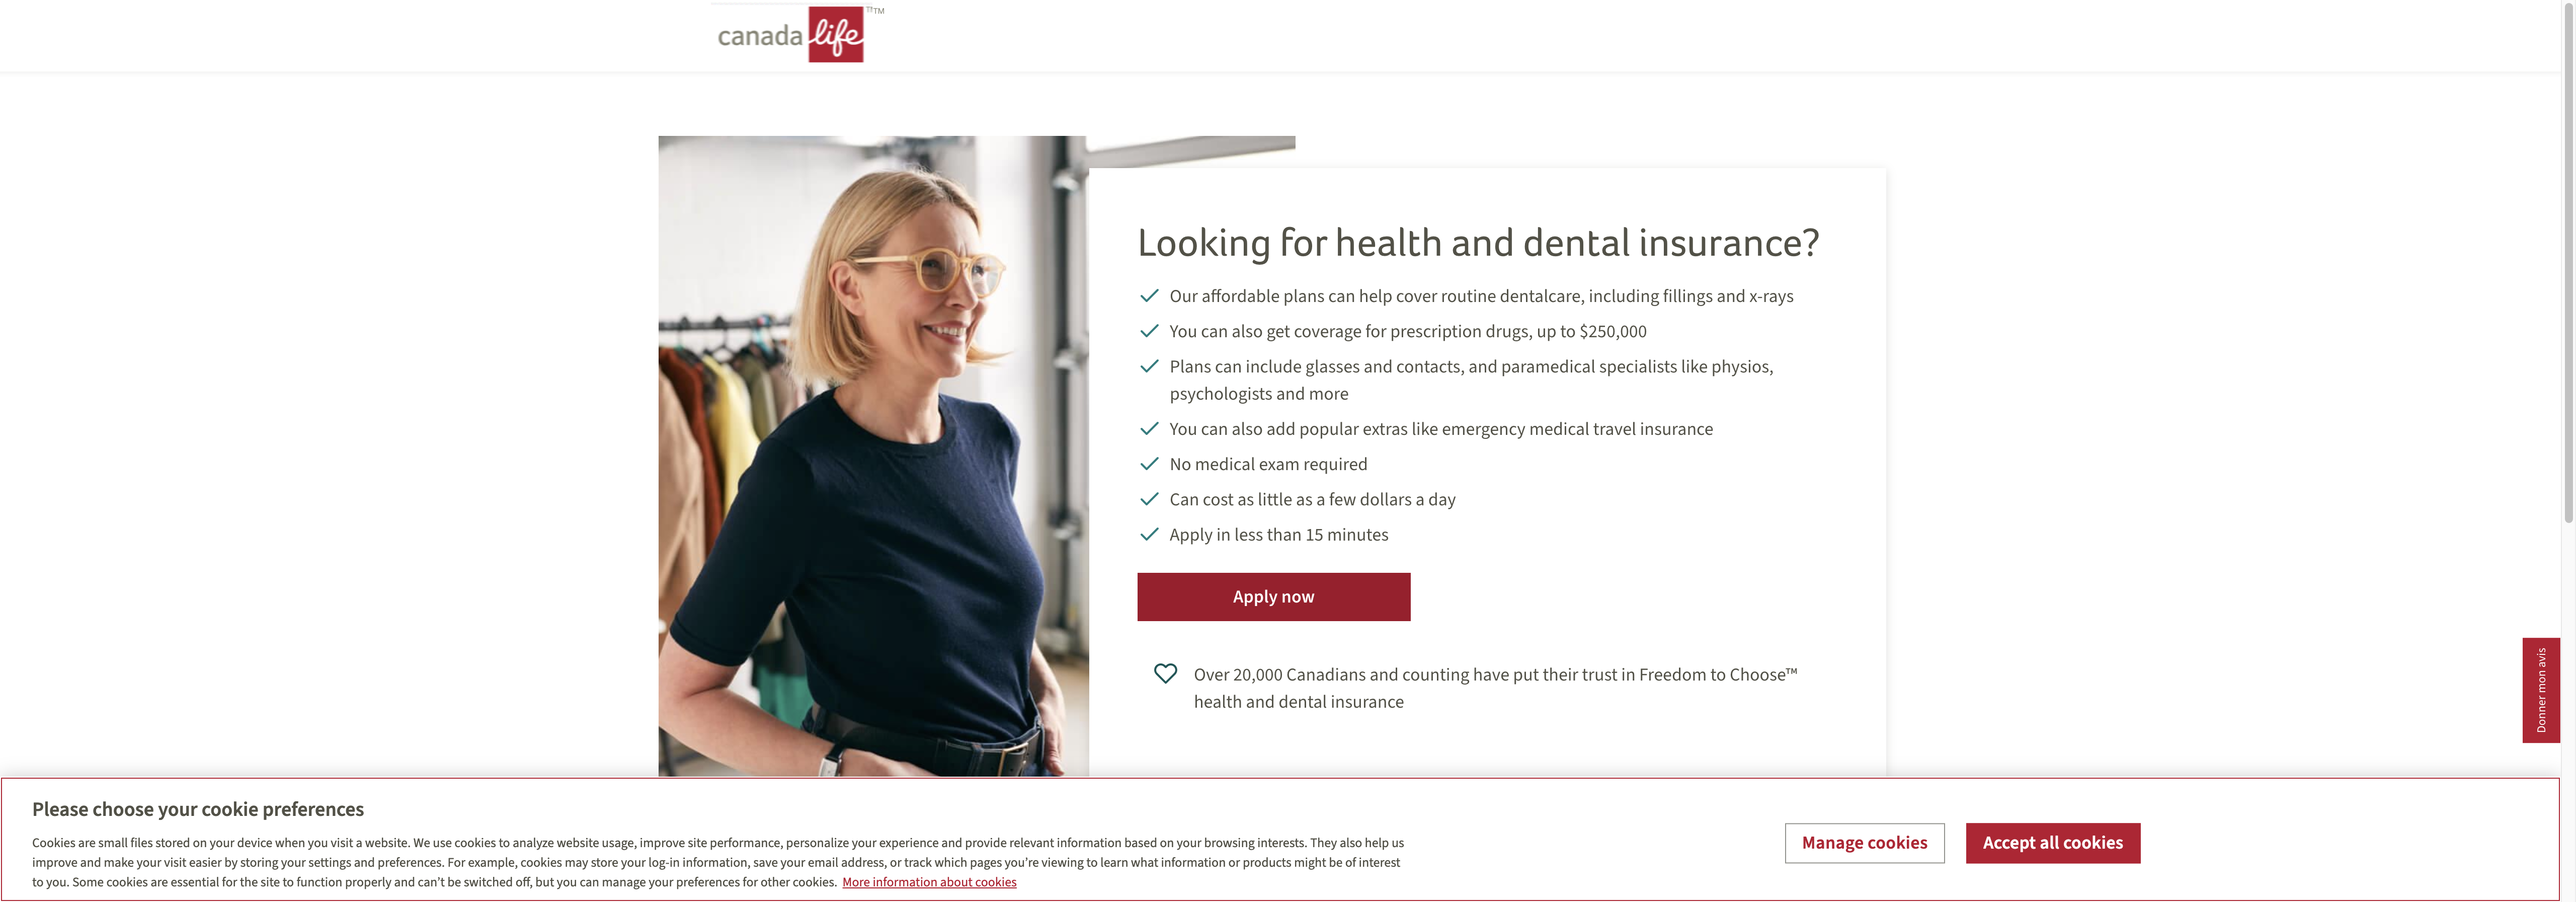 canada life ™™
Looking for health and dental insurance?
Our affordable plans can help cover routine dentalcare, including fillings and x-rays
You can also get coverage for prescription drugs, up to $250,000
Plans can include glasses and contacts, and paramedical specialists like physios,
psychologists and more
You can also add popular extras like emergency medical travel insurance
No medical exam required
Can cost as little as a few dollars a day
Apply in less than 15 minutes
Apply now
Over 20,000 Canadians and counting have put their trust in Freedom to Choose™
health and dental insurance
Donner mon avis
Please choose your cookie preferences
Cookies are small files stored on your device when you visit a website. We use cookies to analyze website usage, improve site performance, personalize your experience and provide relevant information based on your browsing interests. They also help us
improve and make your visit easier by storing your settings and preferences. For example, cookies may store your log-in information, save your email address, or track which pages you’re viewing to learn what information or products might be of interest
to you. Some cookies are essential for the site to function properly and can’t be switched off, but you can manage your preferences for other cookies. More information about cookies
Manage cookies
Accept all cookies